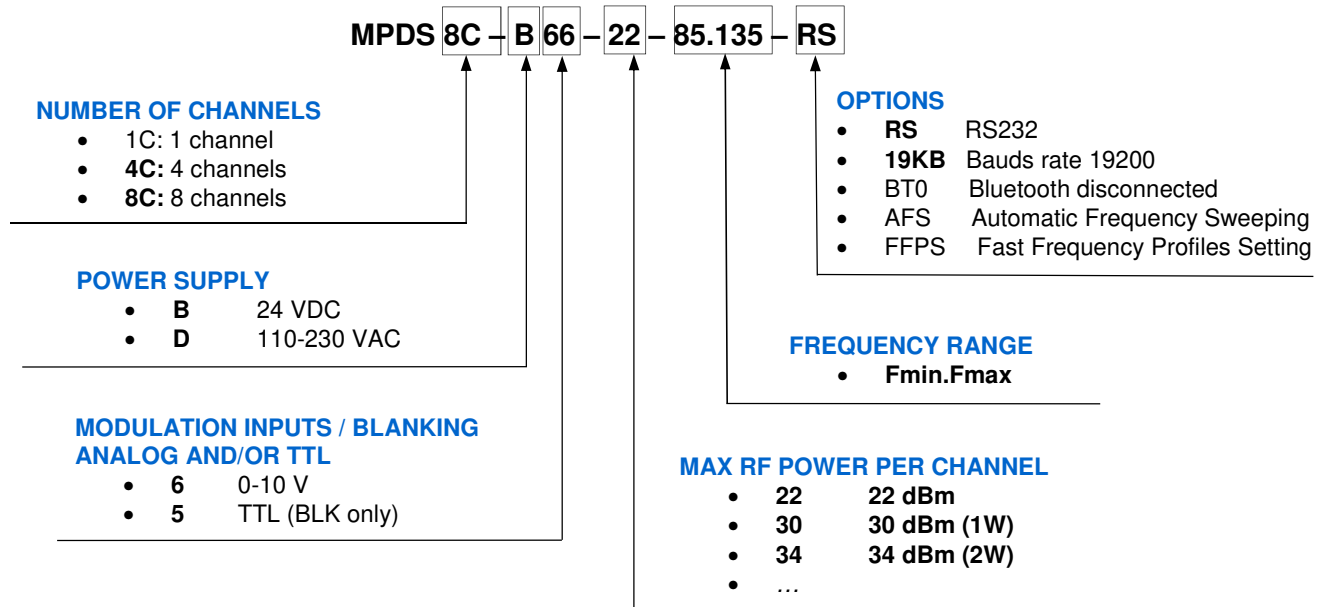 MPDS 8C – B 66 – 22 – 85.135 – RS
NUMBER OF CHANNELS
• 1C: 1 channel
• 4C: 4 channels
• 8C: 8 channels
POWER SUPPLY
• B 24 VDC
• D 110-230 VAC
MODULATION INPUTS / BLANKING
ANALOG AND/OR TTL
• 6 0-10 V
• 5 TTL (BLK only)
OPTIONS
• RS RS232
• 19KB Bauds rate 19200
• BT0 Bluetooth disconnected
• AFS Automatic Frequency Sweeping
• FFPS Fast Frequency Profiles Setting
FREQUENCY RANGE
• Fmin.Fmax
MAX RF POWER PER CHANNEL
• 22 22 dBm
• 30 30 dBm (1W)
• 34 34 dBm (2W)
• …